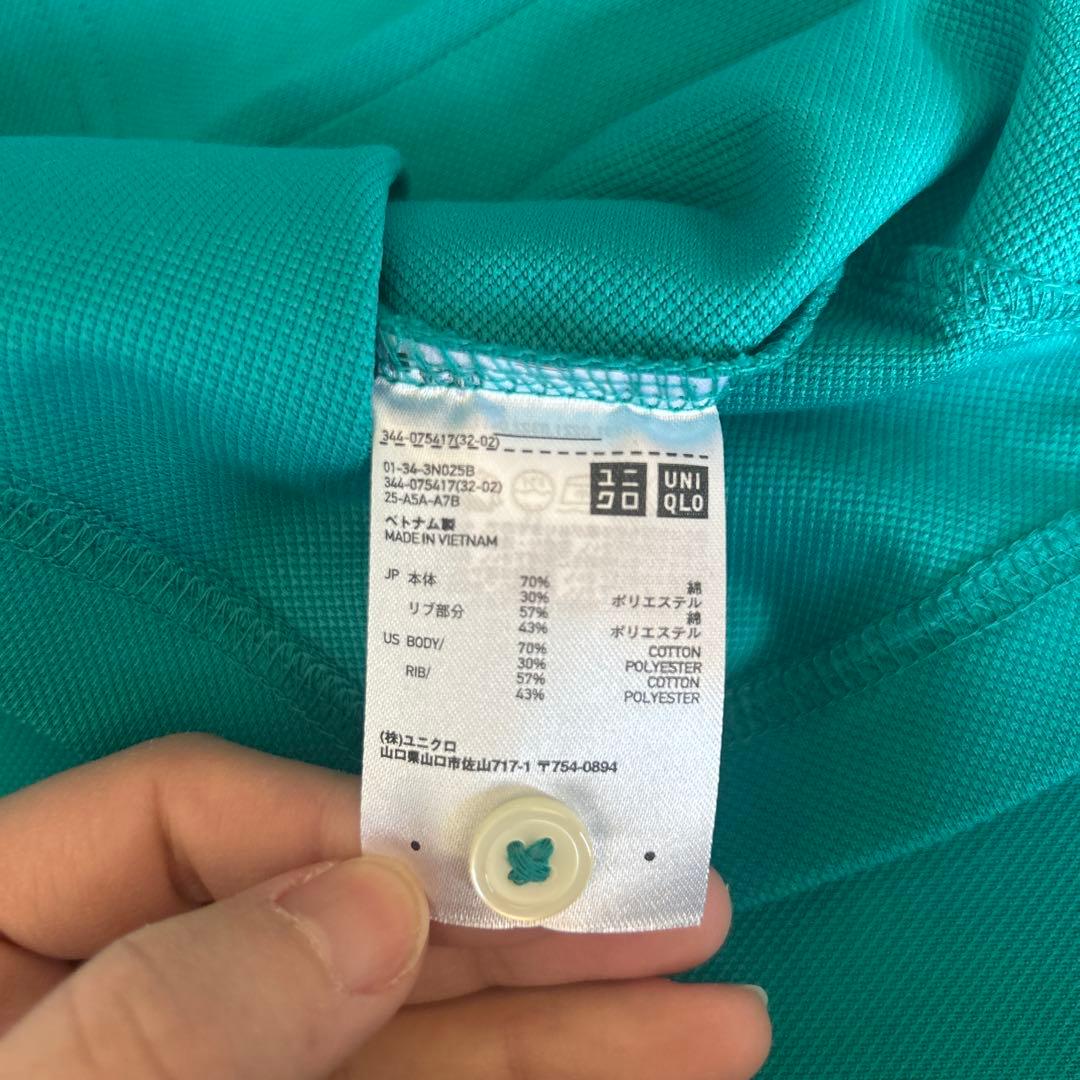 344-075417(32-02)
01-34-3N025B
344-075417(32-02)
25-A5A-A7B
ユニクロ
UNIQLO
ベトナム製
MADE IN VIETNAM
JP 本体 70% 綿
30% ポリエステル
リブ部分 57% 綿
43% ポリエステル
US BODY/ 70% COTTON
30% POLYESTER
RIB/ 57% COTTON
43% POLYESTER
(株)ユニクロ
山口県山口市佐山717-1 〒754-0894